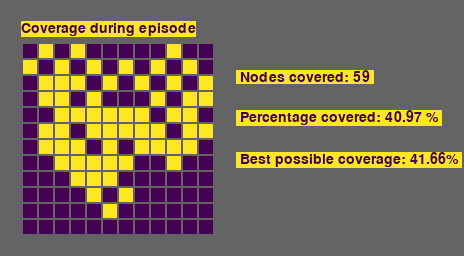 Coverage during episode
Nodes covered: 59
Percentage covered: 40.97 %
Best possible coverage: 41.66%